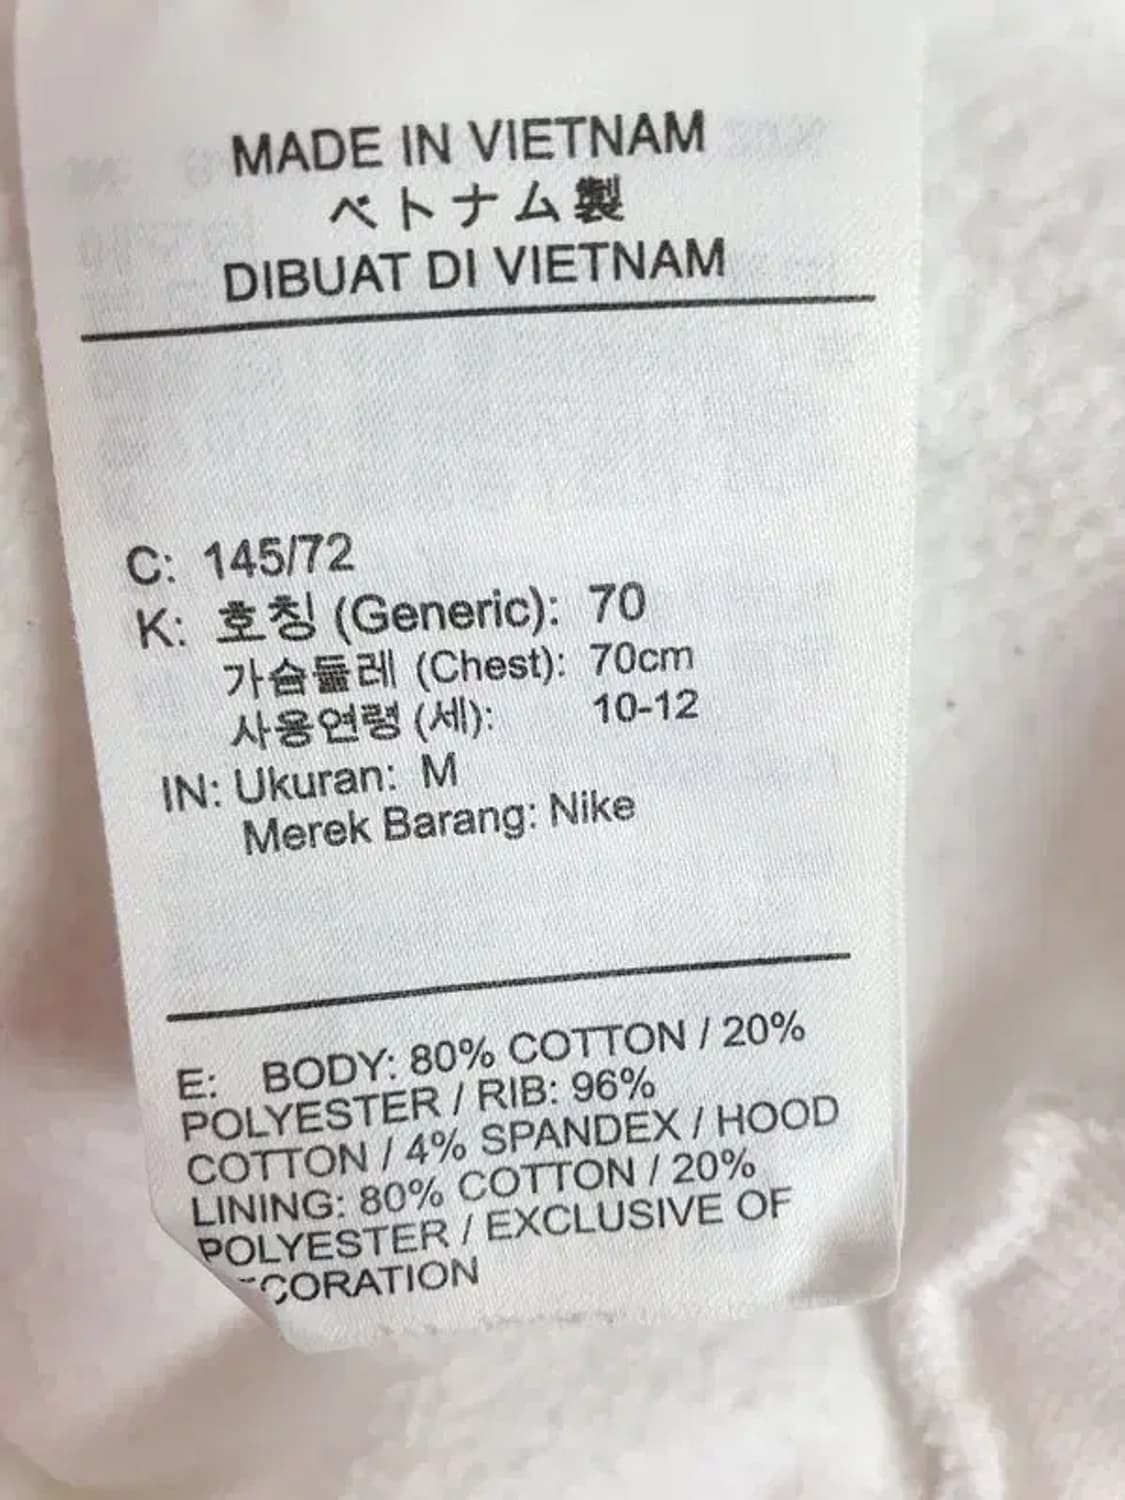 MADE IN VIETNAM
ベトナム製
DIBUAT DI VIETNAM
C: 145/72
K: 호칭 (Generic): 70
가슴둘레 (Chest): 70cm
사용연령 (세): 10-12
IN: Ukuran: M
Merek Barang: Nike
E: BODY: 80% COTTON / 20%
POLYESTER / RIB: 96%
COTTON / 4% SPANDEX / HOOD
LINING: 80% COTTON / 20%
POLYESTER / EXCLUSIVE OF